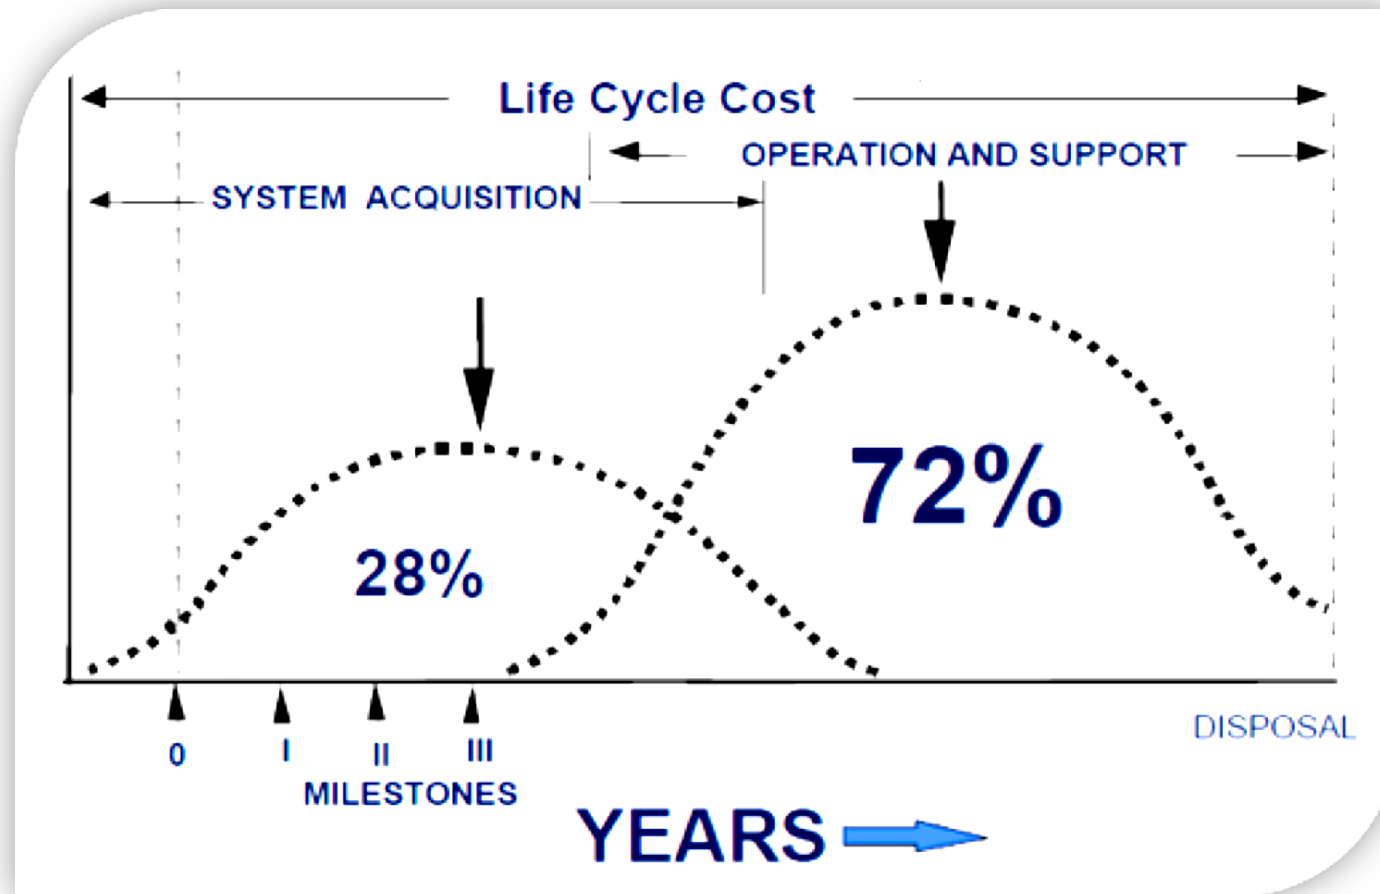 Life Cycle Cost
OPERATION AND SUPPORT
SYSTEM ACQUISITION
72%
28%
DISPOSAL
0 I II III
MILESTONES
YEARS